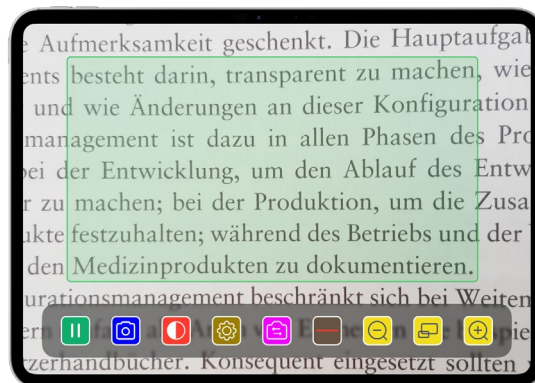 Aufmerksamkeit geschenkt. Die Hauptaufgab
ents besteht darin, transparent zu machen, wie
und wie Änderungen an dieser Konfiguration
management ist dazu in allen Phasen des Pro
bei der Entwicklung, um den Ablauf des Entw
r zu machen; bei der Produktion, um die Zusa
ukte festzuhalten; während des Betriebs und der
den Medizinprodukten zu dokumentieren.
urationsmanagement beschränkt sich bei Weiten
zerhandbücher. Konsequent eingesetzt sollten